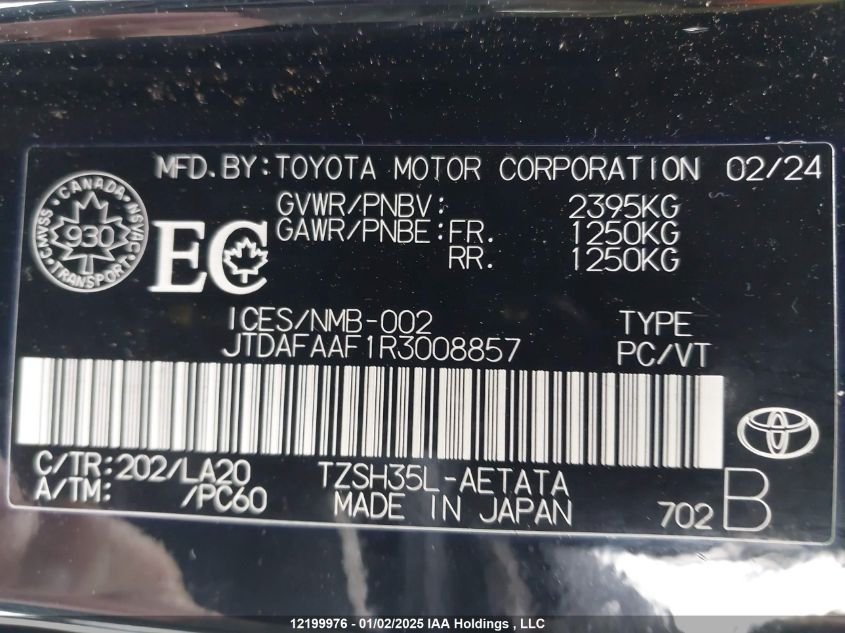 MFD. BY: TOYOTA MOTOR CORPORATION 02/24
CANADA
CMVSS
NSVAC
930
TRANSPORT
EC
GVWR/PNBV: 2395KG
GAWR/PNBE: FR. 1250KG
RR. 1250KG
ICES/NMB-002 TYPE
JTDAFAAF1R3008857 PC/VT
C/TR: 202/LA20 TZSH35L-AETATA
A/TM: /PC60 MADE IN JAPAN 702 B
12199976 - 01/02/2025 IAA Holdings , LLC